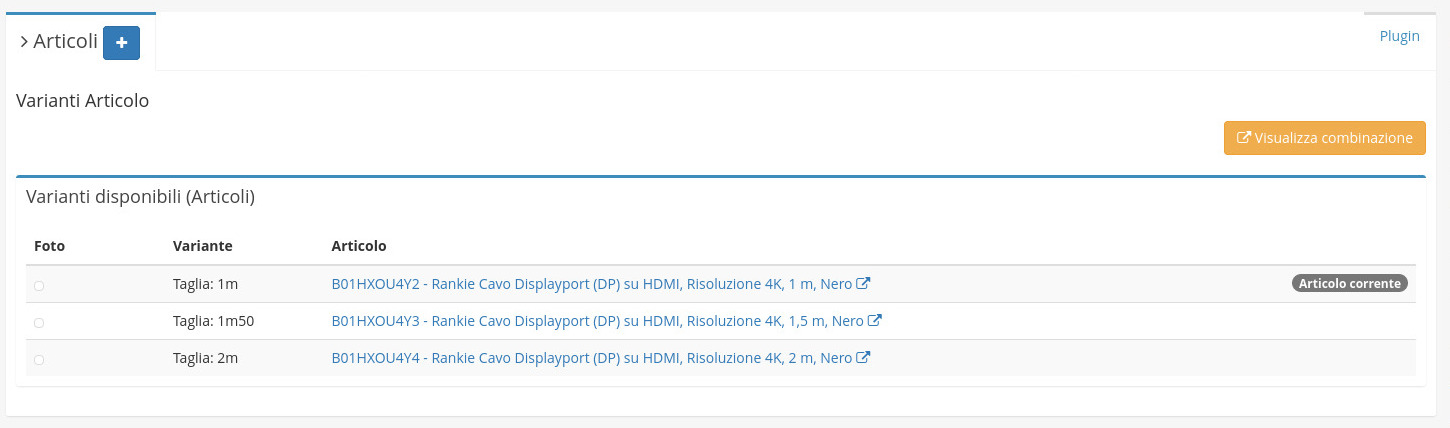 Articoli
Plugin
Varianti Articolo
Visualizza combinazione
Varianti disponibili (Articoli)
Foto Variante Articolo
Taglia: 1m B01HXOU4Y2 - Rankie Cavo Displayport (DP) su HDMI, Risoluzione 4K, 1 m, Nero Articolo corrente
Taglia: 1m50 B01HXOU4Y3 - Rankie Cavo Displayport (DP) su HDMI, Risoluzione 4K, 1,5 m, Nero
Taglia: 2m B01HXOU4Y4 - Rankie Cavo Displayport (DP) su HDMI, Risoluzione 4K, 2 m, Nero